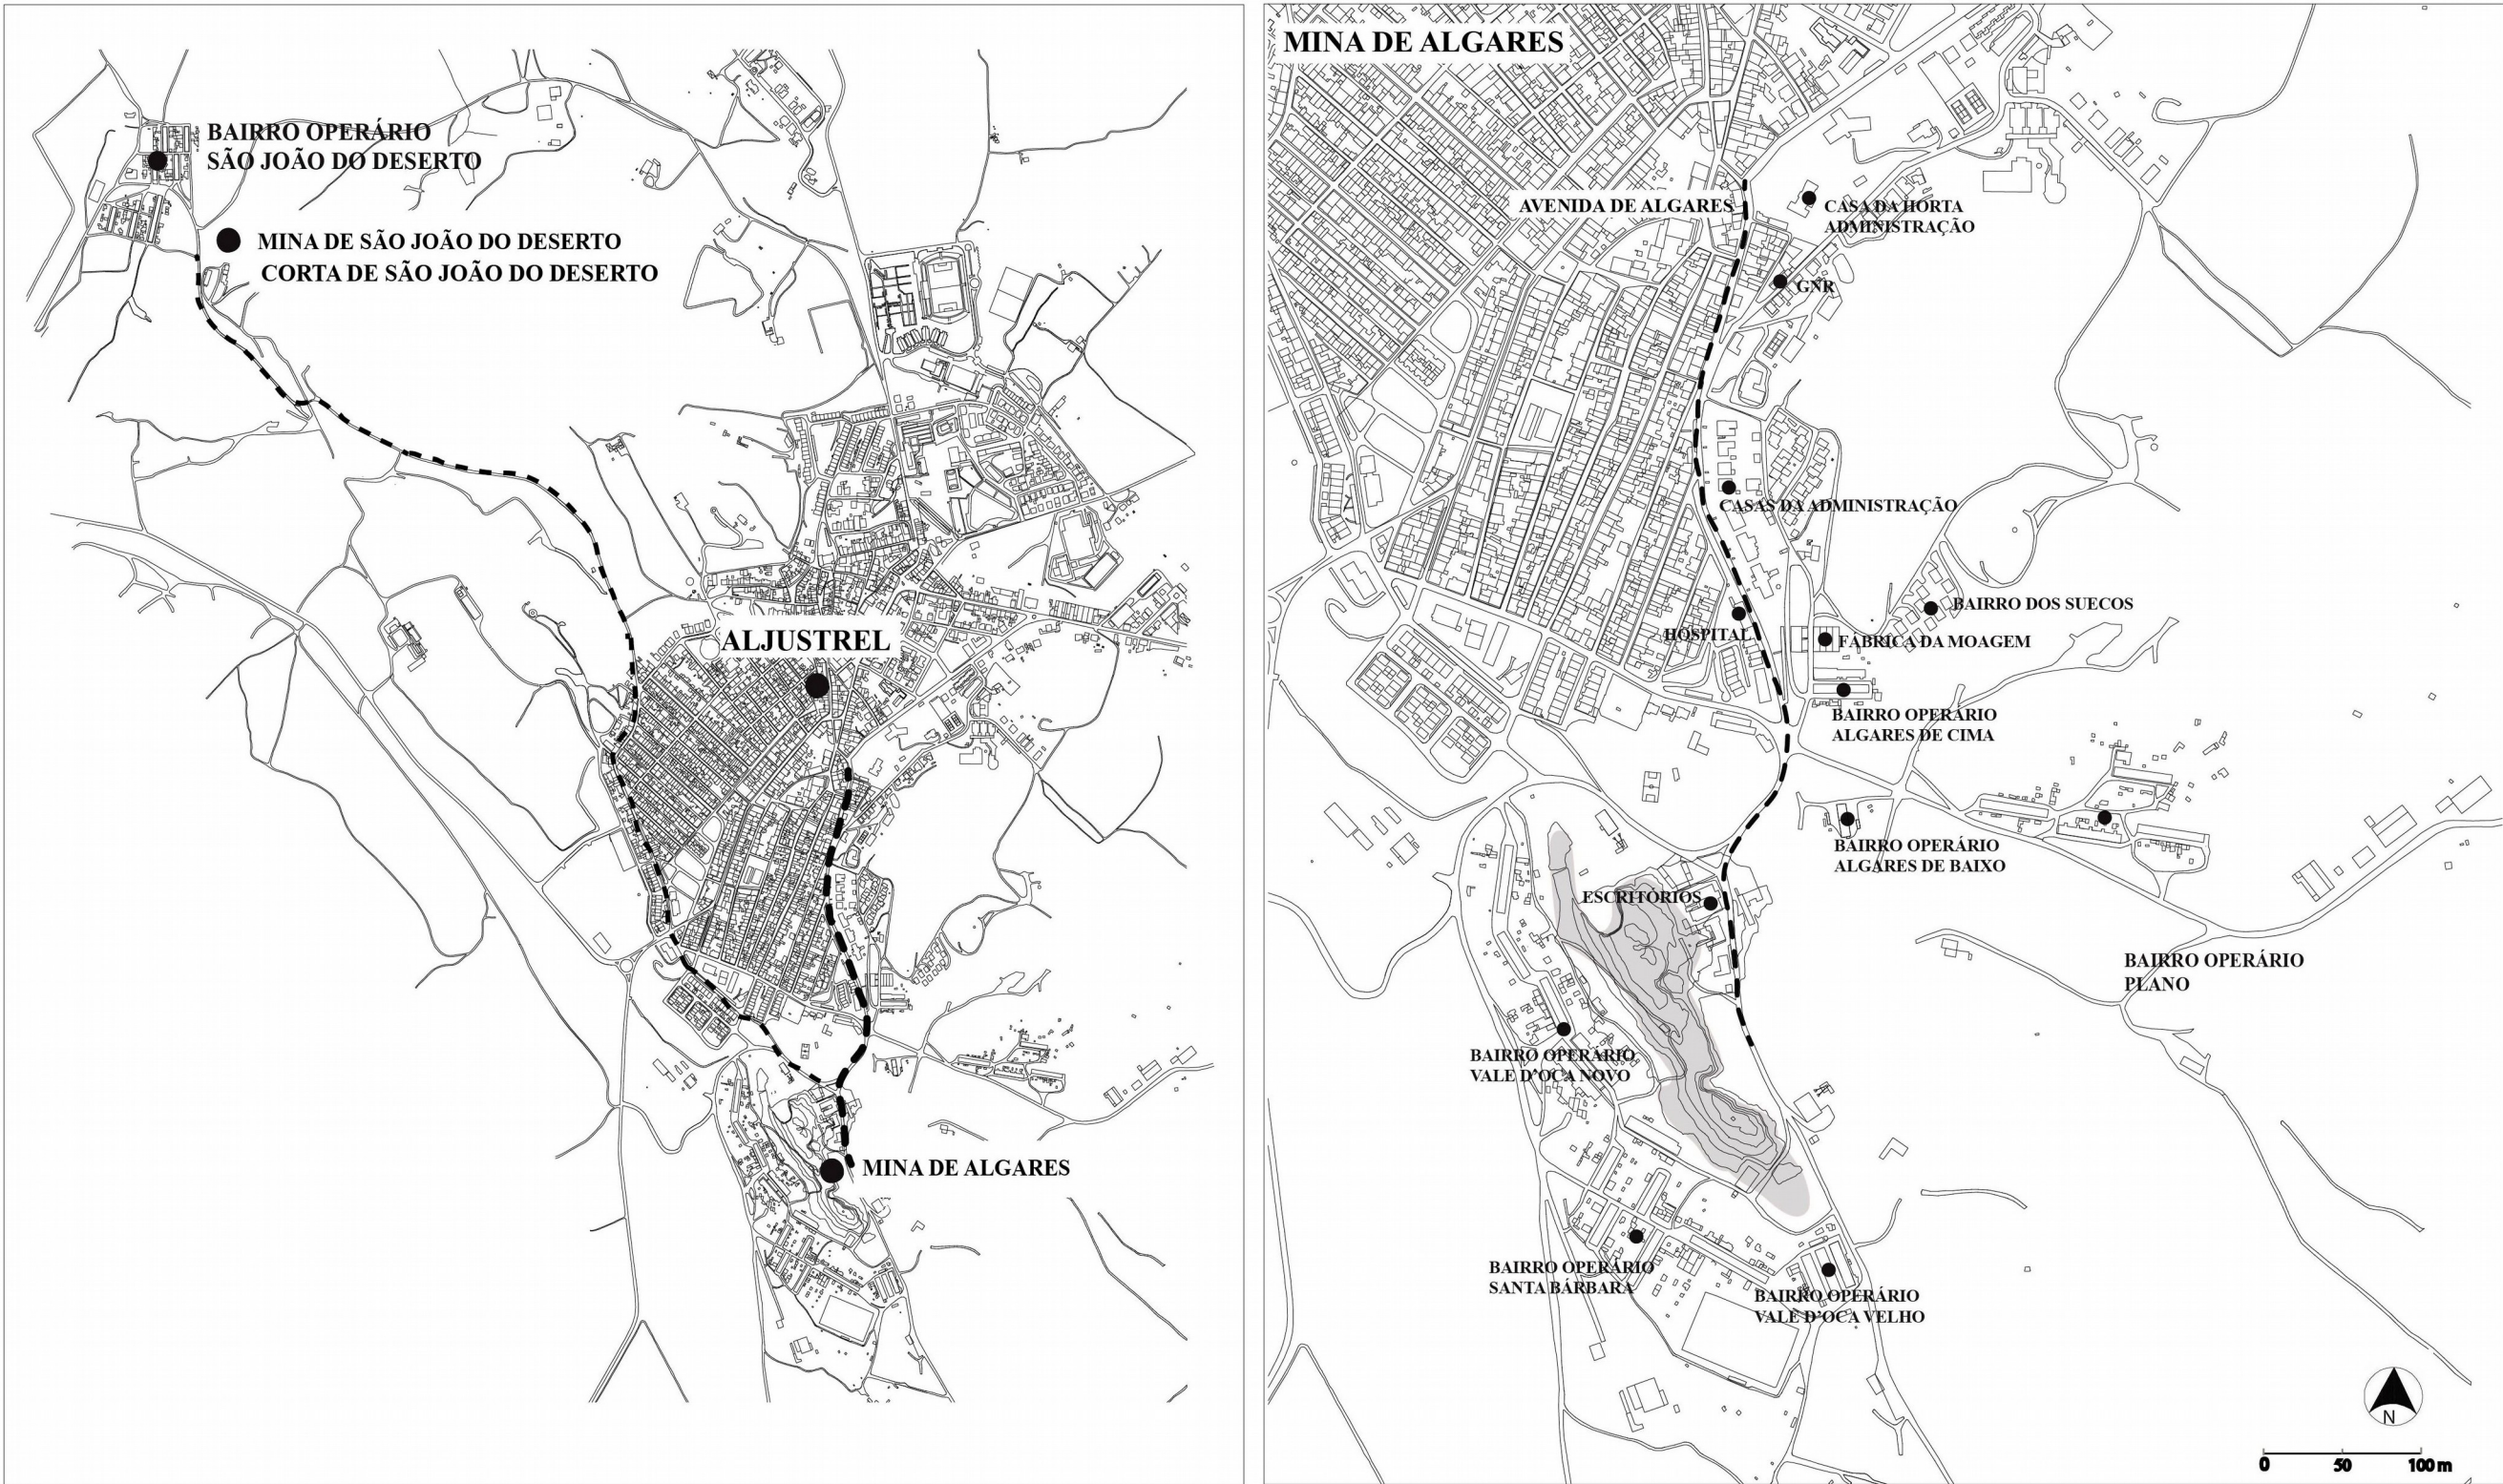 BAIRRO OPERÁRIO
SÃO JOÃO DO DESERTO
MINA DE SÃO JOÃO DO DESERTO
CORTA DE SÃO JOÃO DO DESERTO
ALJUSTREL
MINA DE ALGARES
MINA DE ALGARES
AVENIDA DE ALGARES
CASA DA HORTA
ADMINISTRAÇÃO
GNR
CASAS DA ADMINISTRAÇÃO
BAIRRO DOS SUECOS
HOSPITAL
FÁBRICA DA MOAGEM
BAIRRO OPERÁRIO
ALGARES DE CIMA
BAIRRO OPERÁRIO
ALGARES DE BAIXO
ESCRITÓRIOS
BAIRRO OPERÁRIO
PLANO
BAIRRO OPERÁRIO
VALE D'OCA NOVO
BAIRRO OPERÁRIO
SANTA BÁRBARA
BAIRRO OPERÁRIO
VALE D'OCA VELHO
N
0 50 100 m